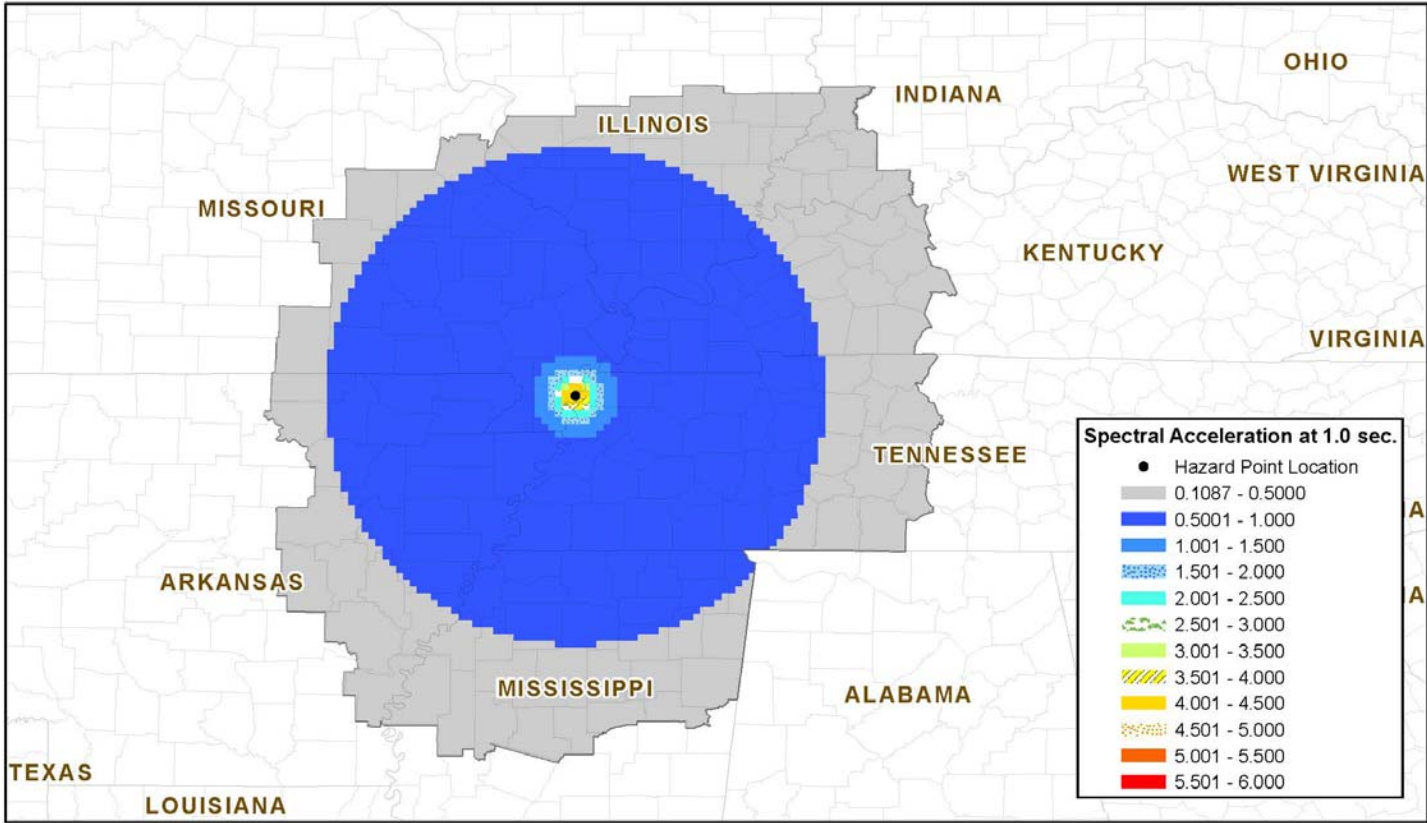 OHIO
INDIANA
ILLINOIS
WEST VIRGINIA
MISSOURI
KENTUCKY
VIRGINIA
TENNESSEE
ARKANSAS
MISSISSIPPI
ALABAMA
TEXAS
LOUISIANA
A
A
Spectral Acceleration at 1.0 sec.
Hazard Point Location
0.1087 - 0.5000
0.5001 - 1.000
1.001 - 1.500
1.501 - 2.000
2.001 - 2.500
2.501 - 3.000
3.001 - 3.500
3.501 - 4.000
4.001 - 4.500
4.501 - 5.000
5.001 - 5.500
5.501 - 6.000